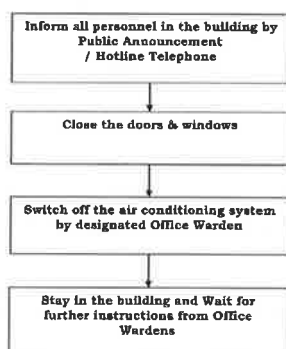 Inform all personnel in the building by
Public Announcement
/ Hotline Telephone
Close the doors & windows
Switch off the air conditioning system
by designated Office Warden
Stay in the building and Wait for
further instructions from Office
Wardens